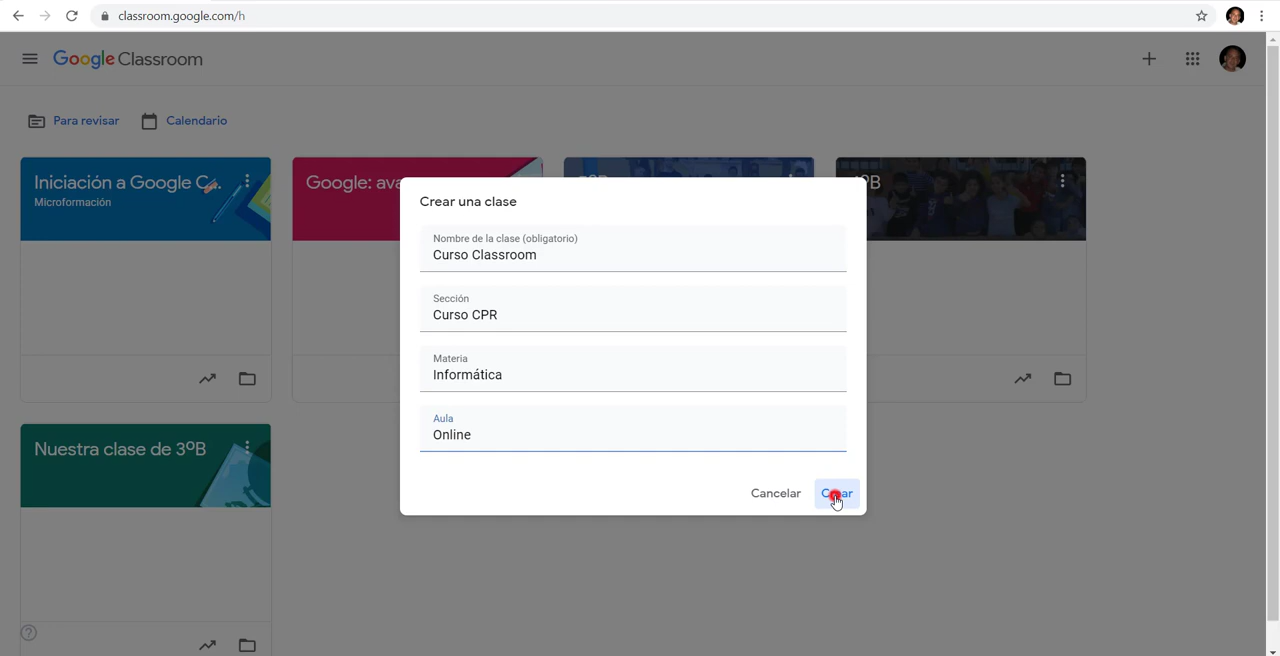 classroom.google.com/h
Google Classroom
Para revisar
Calendario
Iniciación a Google C...
Microformación
Google: ava
ºB
Crear una clase
Nombre de la clase (obligatorio)
Curso Classroom
Sección
Curso CPR
Materia
Informática
Aula
Online
Cancelar
Nuestra clase de 3ºB